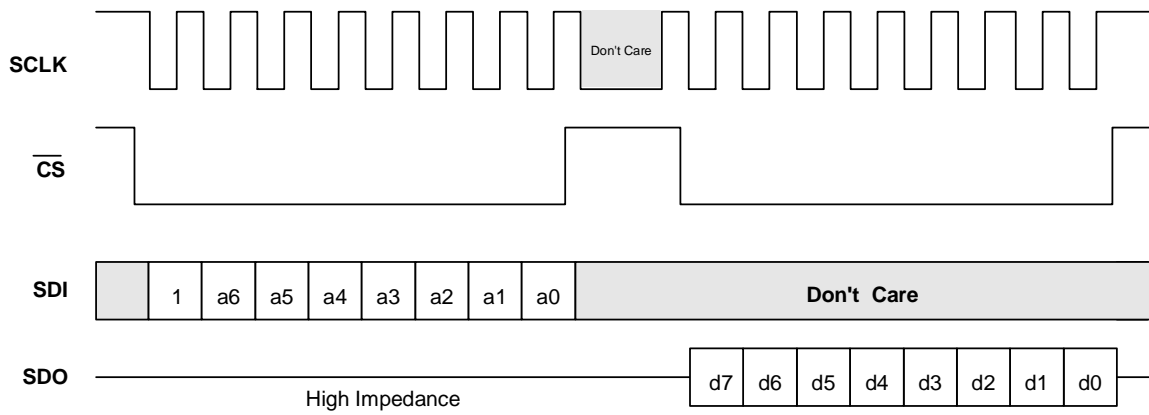 SCLK
Don't Care
CS
SDI 1 a6 a5 a4 a3 a2 a1 a0 Don't Care
SDO d7 d6 d5 d4 d3 d2 d1 d0
High Impedance